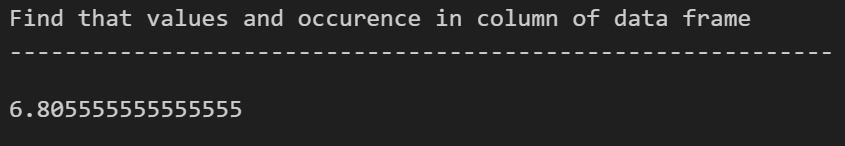 Find that values and occurence in column of data frame
------------------------------------------------------------
6.805555555555555